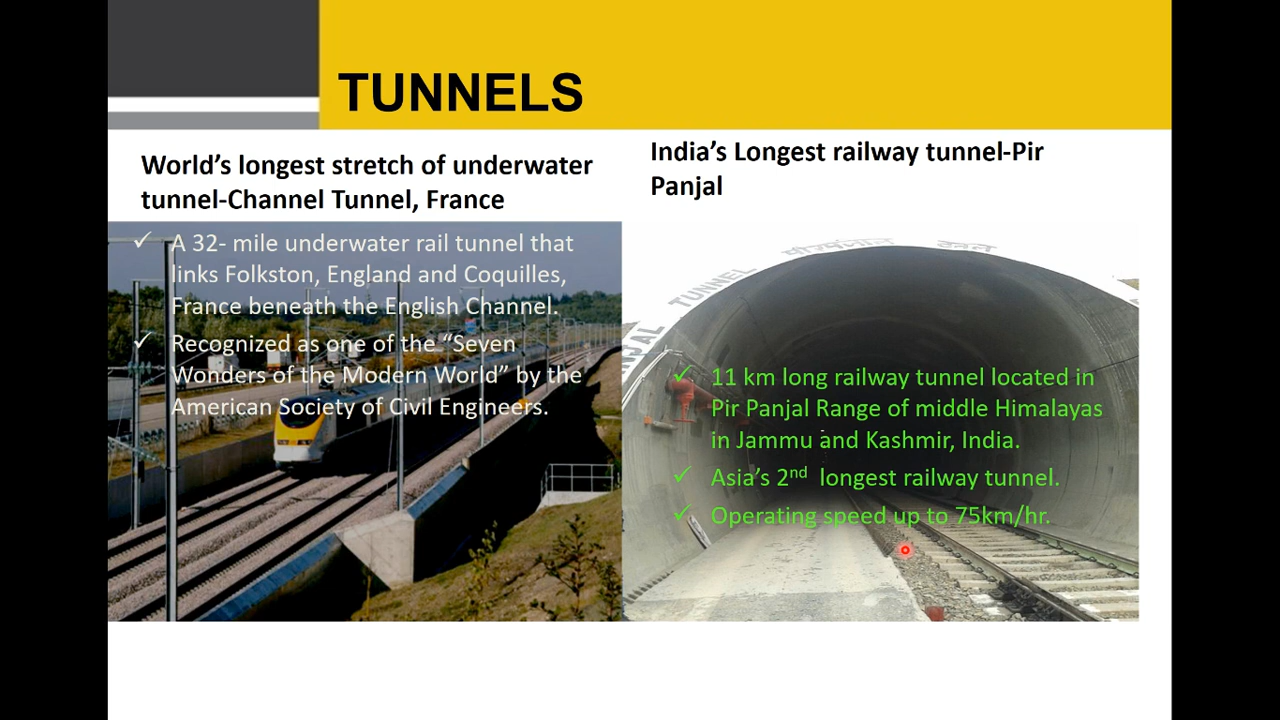 TUNNELS
World's longest stretch of underwater
tunnel-Channel Tunnel, France
✓ A 32- mile underwater rail tunnel that
links Folkston, England and Coquilles,
France beneath the English Channel.
✓ Recognized as one of the “Seven
Wonders of the Modern World” by the
American Society of Civil Engineers.
India's Longest railway tunnel-Pir
Panjal
TUNNEL
पीरपंजाल टनल
✓ 11 km long railway tunnel located in
Pir Panjal Range of middle Himalayas
in Jammu and Kashmir, India.
✓ Asia's 2nd longest railway tunnel.
✓ Operating speed up to 75km/hr.